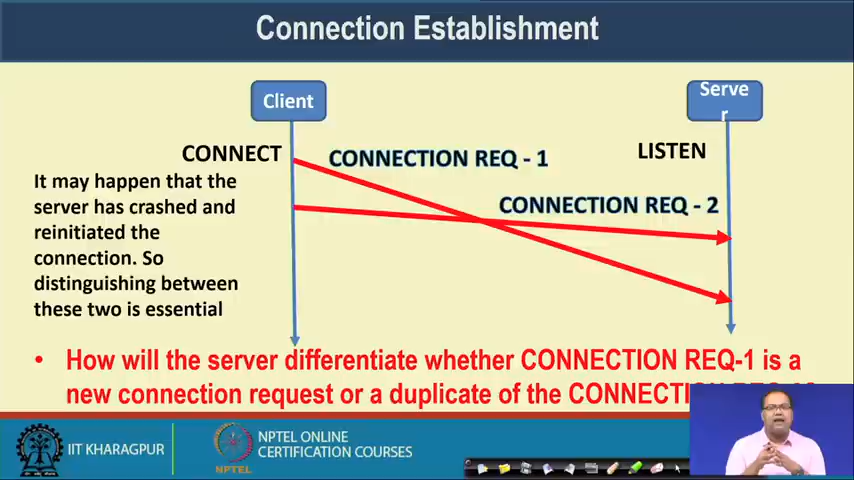 Connection Establishment
Client
Serve
r
CONNECT
CONNECTION REQ - 1
LISTEN
It may happen that the
server has crashed and
reinitiated the
connection. So
distinguishing between
these two is essential
CONNECTION REQ - 2
• How will the server differentiate whether CONNECTION REQ-1 is a
new connection request or a duplicate of the CONNECTION
IIT KHARAGPUR
NPTEL
NPTEL ONLINE
CERTIFICATION COURSES